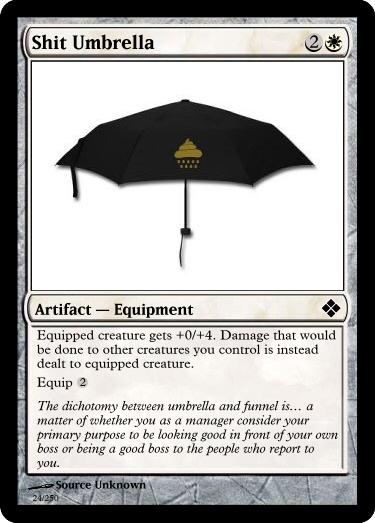 Shit Umbrella 2
Artifact — Equipment
Equipped creature gets +0/+4. Damage that would
be done to other creatures you control is instead
dealt to equipped creature.
Equip 2
The dichotomy between umbrella and funnel is… a
matter of whether you as a manager consider your
primary purpose to be looking good in front of your own
boss or being a good boss to the people who report to
you.
Source Unknown
24/250